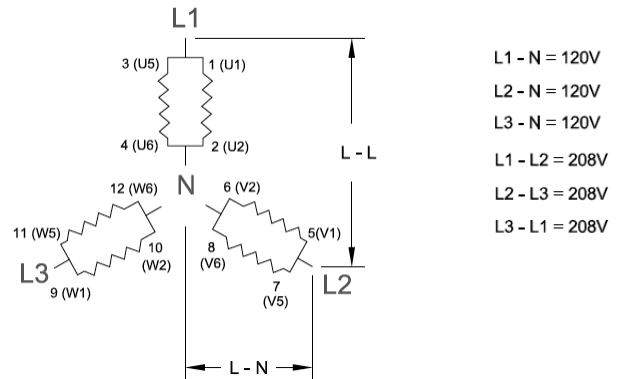 L1
3 (U5)
1 (U1)
4 (U6)
2 (U2)
L - L
N
12 (W6)
6 (V2)
11 (W5)
5(V1)
10
(W2)
8
(V6)
L3
9 (W1)
7
(V5)
L2
L - N
L1 - N = 120V
L2 - N = 120V
L3 - N = 120V
L1 - L2 = 208V
L2 - L3 = 208V
L3 - L1 = 208V